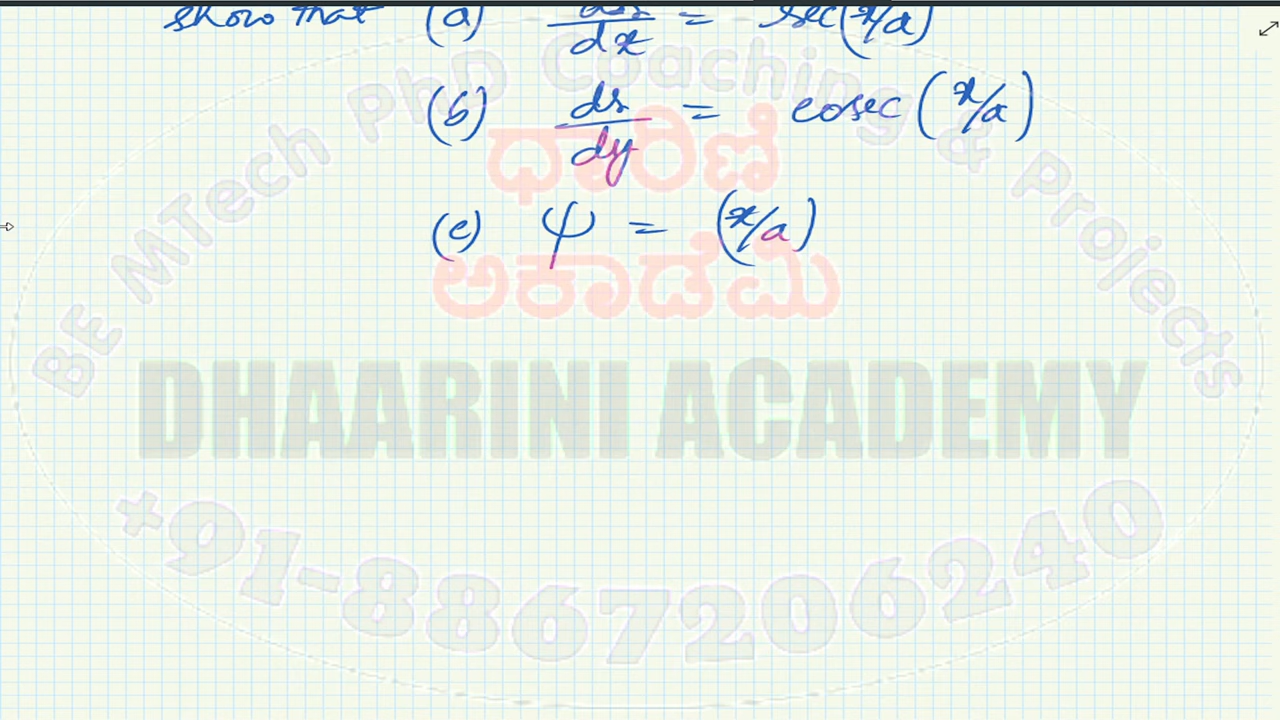 show that (a) ds/dx = sec(x/a)
(b) ds/dy = cosec (x/a)
(c) ψ = (x/a)
BE MTech PhD Coaching & Projects
ಧಾರಿಣಿ
ಅಕಾಡೆಮಿ
DHAARINI ACADEMY
+91-8867206240